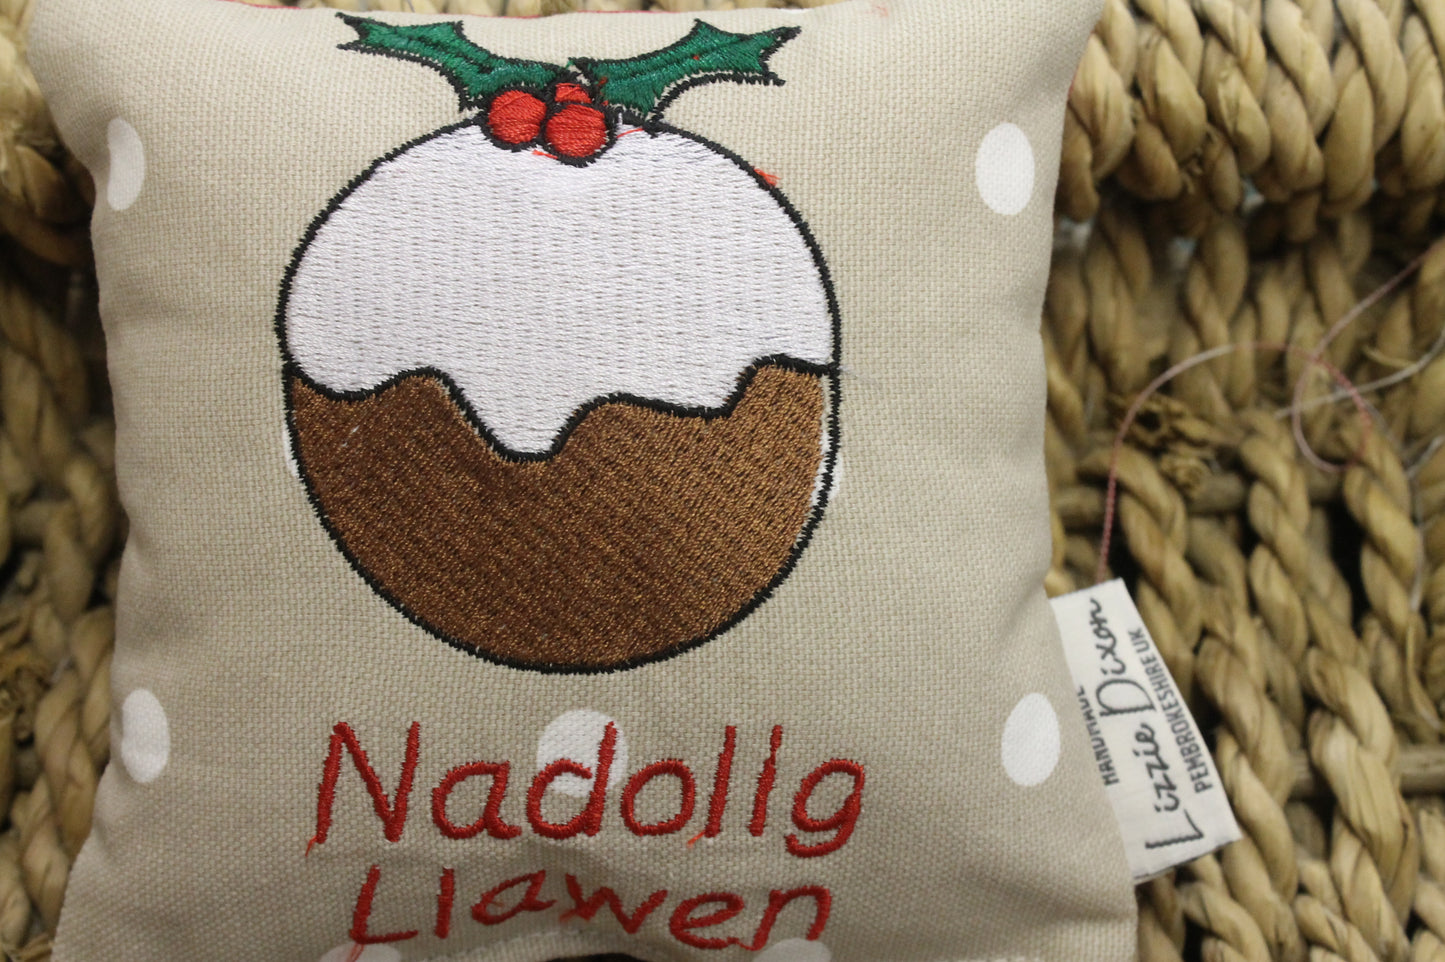 Nadolig
Llawen
HANDMADE
Lizzie Dixon
PEMBROKESHIRE UK